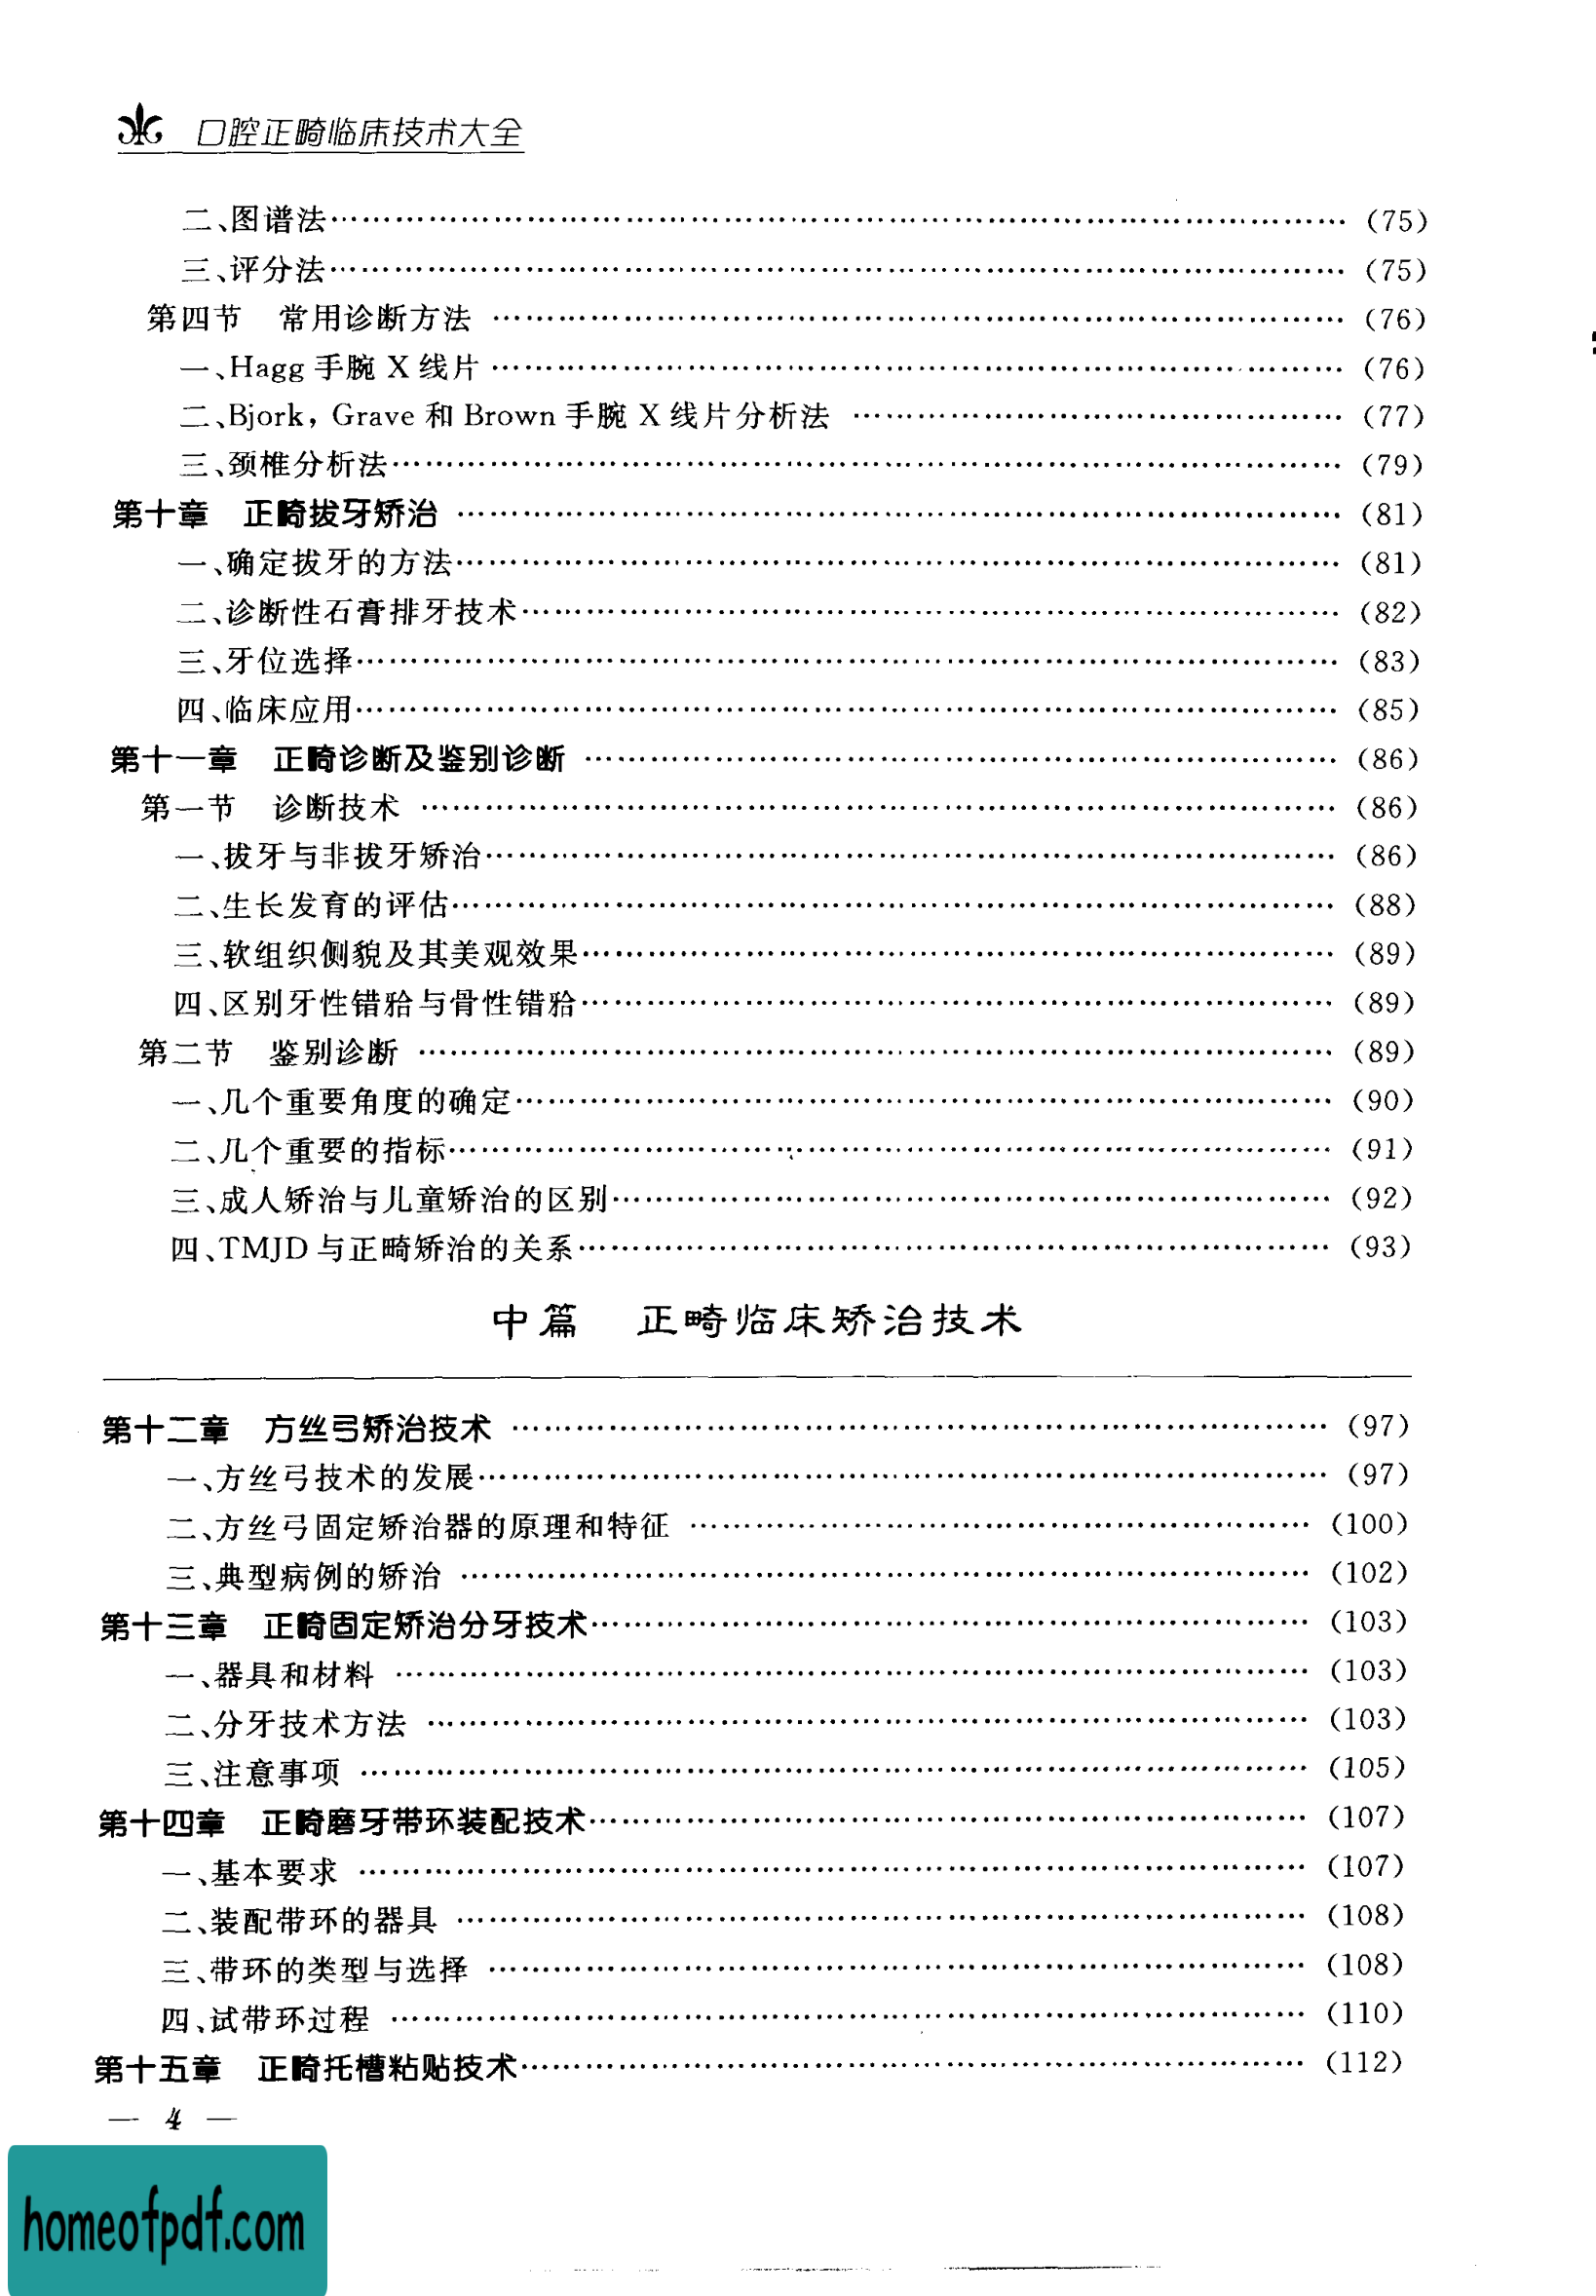 口腔正畸临床技术大全
二、图谱法……………………………………………………………………………… (75)
三、评分法……………………………………………………………………………… (75)
第四节 常用诊断方法 ………………………………………………………………… (76)
一、Hagg 手腕 X 线片 ………………………………………………………………… (76)
二、Bjork，Grave 和 Brown 手腕 X 线片分析法 …………………………………… (77)
三、颈椎分析法………………………………………………………………………… (79)
第十章 正畸拔牙矫治 ………………………………………………………………… (81)
一、确定拔牙的方法…………………………………………………………………… (81)
二、诊断性石膏排牙技术……………………………………………………………… (82)
三、牙位选择…………………………………………………………………………… (83)
四、临床应用…………………………………………………………………………… (85)
第十一章 正畸诊断及鉴别诊断 ……………………………………………………… (86)
第一节 诊断技术 ……………………………………………………………………… (86)
一、拔牙与非拔牙矫治………………………………………………………………… (86)
二、生长发育的评估…………………………………………………………………… (88)
三、软组织侧貌及其美观效果………………………………………………………… (89)
四、区别牙性错𬌗与骨性错𬌗………………………………………………………… (89)
第二节 鉴别诊断 ……………………………………………………………………… (89)
一、几个重要角度的确定……………………………………………………………… (90)
二、几个重要的指标…………………………………………………………………… (91)
三、成人矫治与儿童矫治的区别……………………………………………………… (92)
四、TMJD 与正畸矫治的关系………………………………………………………… (93)
中篇 正畸临床矫治技术
第十二章 方丝弓矫治技术 …………………………………………………………… (97)
一、方丝弓技术的发展………………………………………………………………… (97)
二、方丝弓固定矫治器的原理和特征 ……………………………………………… (100)
三、典型病例的矫治 ………………………………………………………………… (102)
第十三章 正畸固定矫治分牙技术…………………………………………………… (103)
一、器具和材料 ……………………………………………………………………… (103)
二、分牙技术方法 …………………………………………………………………… (103)
三、注意事项 ………………………………………………………………………… (105)
第十四章 正畸磨牙带环装配技术…………………………………………………… (107)
一、基本要求 ………………………………………………………………………… (107)
二、装配带环的器具 ………………………………………………………………… (108)
三、带环的类型与选择 ……………………………………………………………… (108)
四、试带环过程 ……………………………………………………………………… (110)
第十五章 正畸托槽粘贴技术………………………………………………………… (112)
— 4 —
homeofpdf.com